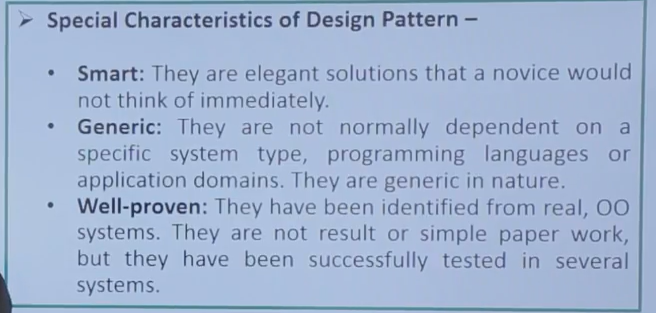 ➤ Special Characteristics of Design Pattern –
• Smart: They are elegant solutions that a novice would
not think of immediately.
• Generic: They are not normally dependent on a
specific system type, programming languages or
application domains. They are generic in nature.
• Well-proven: They have been identified from real, OO
systems. They are not result or simple paper work,
but they have been successfully tested in several
systems.